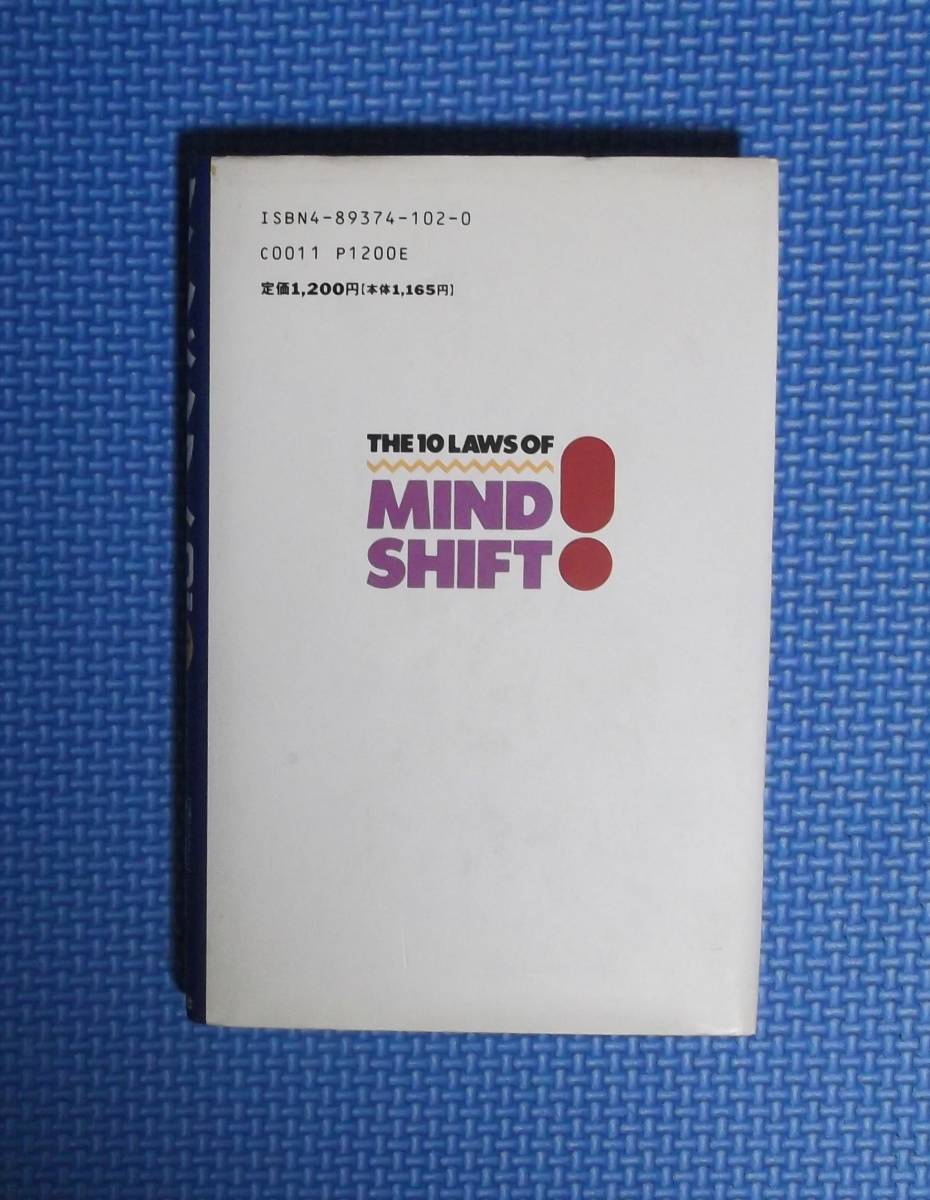 ISBN4-89374-102-0
C0011 P1200E
定価1,200円[本体1,165円]
THE 10 LAWS OF
MIND
SHIFT!